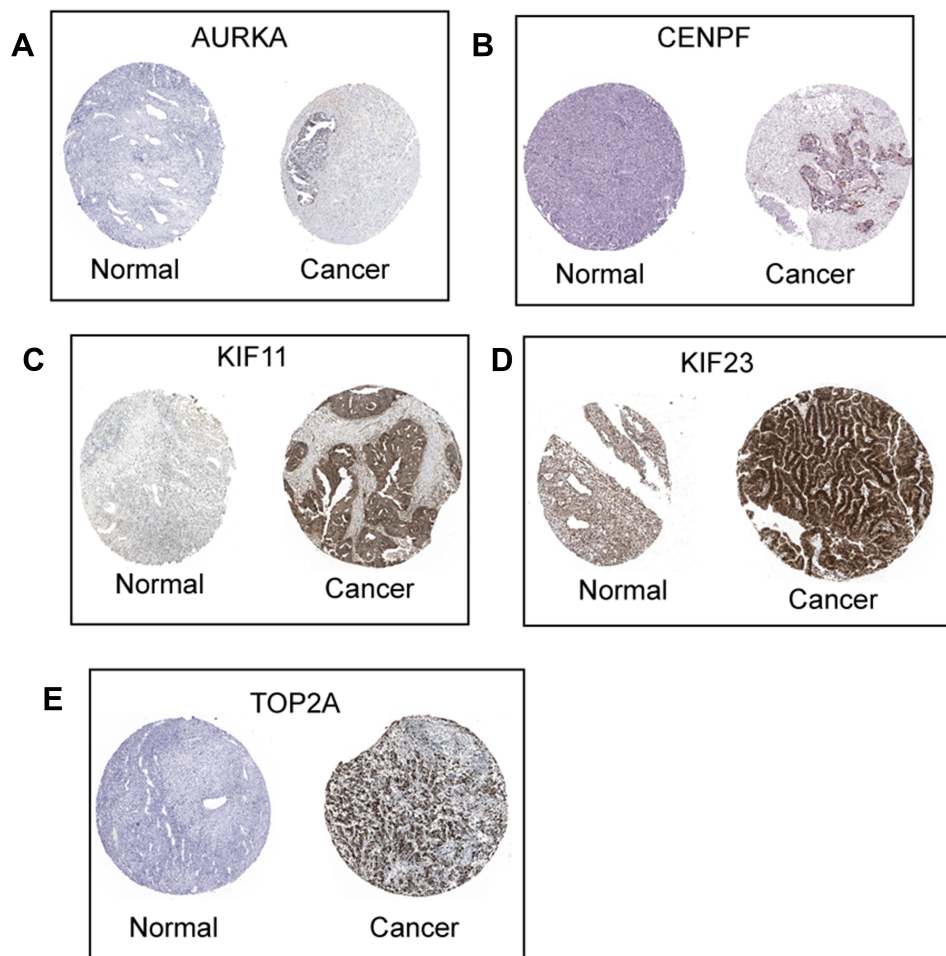 A
AURKA
Normal
Cancer
B
CENPF
Normal
Cancer
C
KIF11
Normal
Cancer
D
KIF23
Normal
Cancer
E
TOP2A
Normal
Cancer